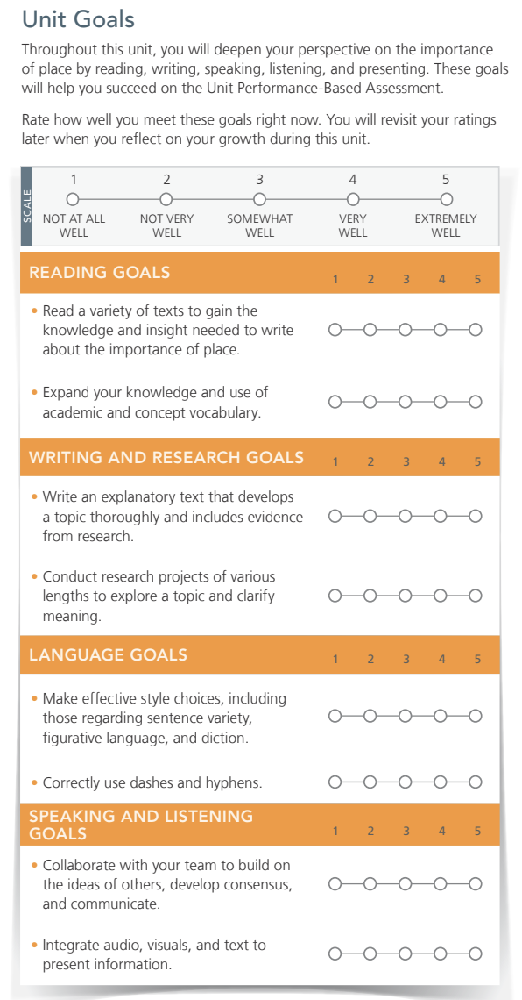 Unit Goals
Throughout this unit, you will deepen your perspective on the importance
of place by reading, writing, speaking, listening, and presenting. These goals
will help you succeed on the Unit Performance-Based Assessment.
Rate how well you meet these goals right now. You will revisit your ratings
later when you reflect on your growth during this unit.
SCALE
1 2 3 4 5
NOT AT ALL NOT VERY SOMEWHAT VERY EXTREMELY
WELL WELL WELL WELL WELL
READING GOALS 1 2 3 4 5
• Read a variety of texts to gain the
knowledge and insight needed to write
about the importance of place.
• Expand your knowledge and use of
academic and concept vocabulary.
WRITING AND RESEARCH GOALS 1 2 3 4 5
• Write an explanatory text that develops
a topic thoroughly and includes evidence
from research.
• Conduct research projects of various
lengths to explore a topic and clarify
meaning.
LANGUAGE GOALS 1 2 3 4 5
• Make effective style choices, including
those regarding sentence variety,
figurative language, and diction.
• Correctly use dashes and hyphens.
SPEAKING AND LISTENING
GOALS 1 2 3 4 5
• Collaborate with your team to build on
the ideas of others, develop consensus,
and communicate.
• Integrate audio, visuals, and text to
present information.